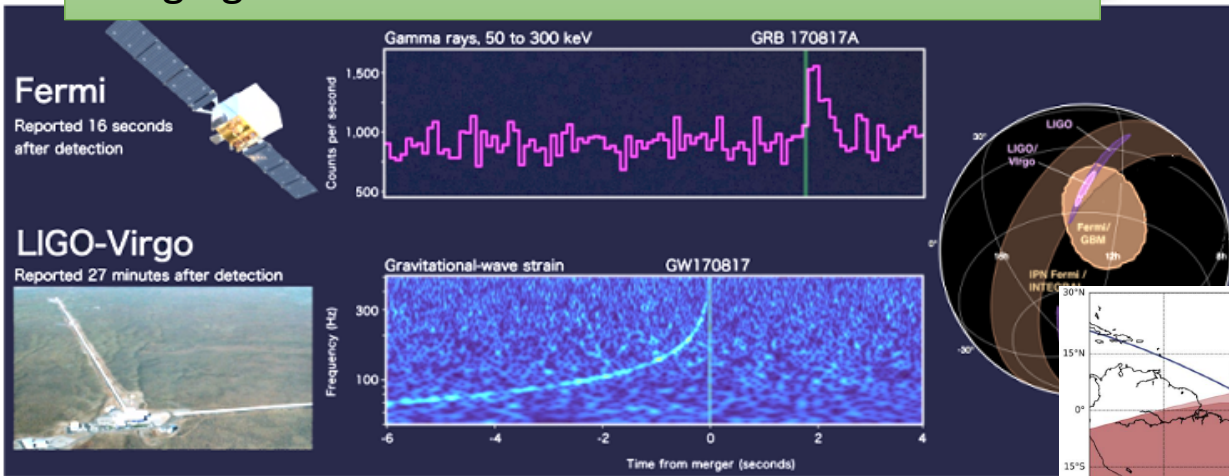 Fermi
Reported 16 seconds
after detection
Gamma rays, 50 to 300 keV
GRB 170817A
Counts per second
1,500
1,000
500
LIGO-Virgo
Reported 27 minutes after detection
Gravitational-wave strain
GW170817
Frequency (Hz)
300
100
-6
-4
-2
0
2
4
Time from merger (seconds)
30°
LIGO
LIGO/
Virgo
Fermi/
GBM
0°
16h
12h
8h
IPN Fermi /
INTEGRAL
-30°
30°N
15°N
0°
15°S